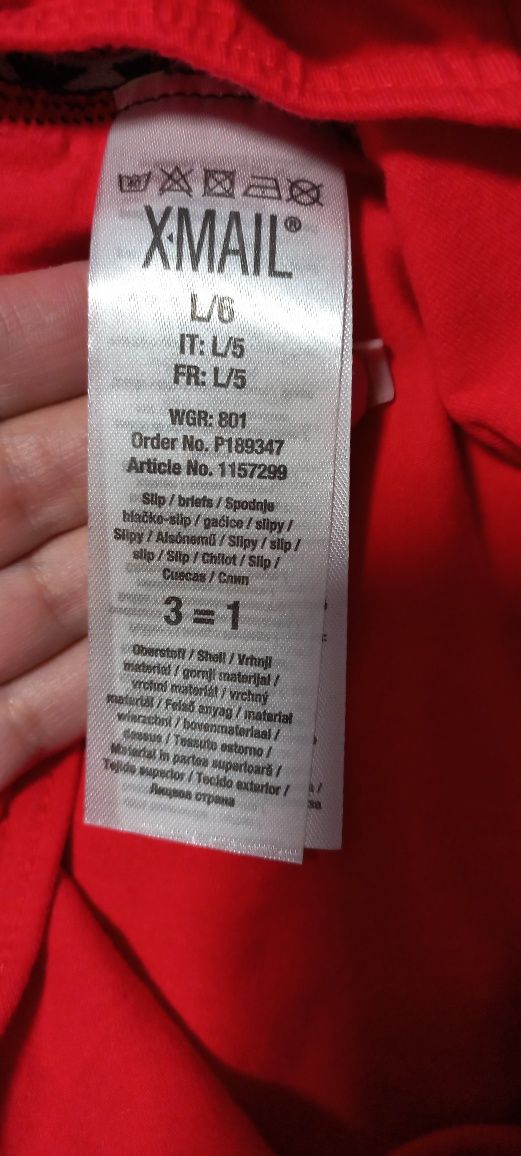 X-MAIL®
L/6
IT: L/5
FR: L/5
WGR: 801
Order No. P189347
Article No. 1157299
Slip / briefs / Spodnje
hlačke-slip / gaćice / slipy /
Slipy / Alsónemű / Slipy / slip /
slip / Slip / Chilot / Slip /
Cuecas / Слип
3 = 1
Oberstoff / Shell / Vrhnji
material / gornji materijal /
vrchní materiál / vrchný
materiál / Felső anyag / materiał
wierzchni / bovenmateriaal /
dessus / Tessuto esterno /
Material în partea superioară /
Tejido superior / Tecido exterior /
Лицева страна